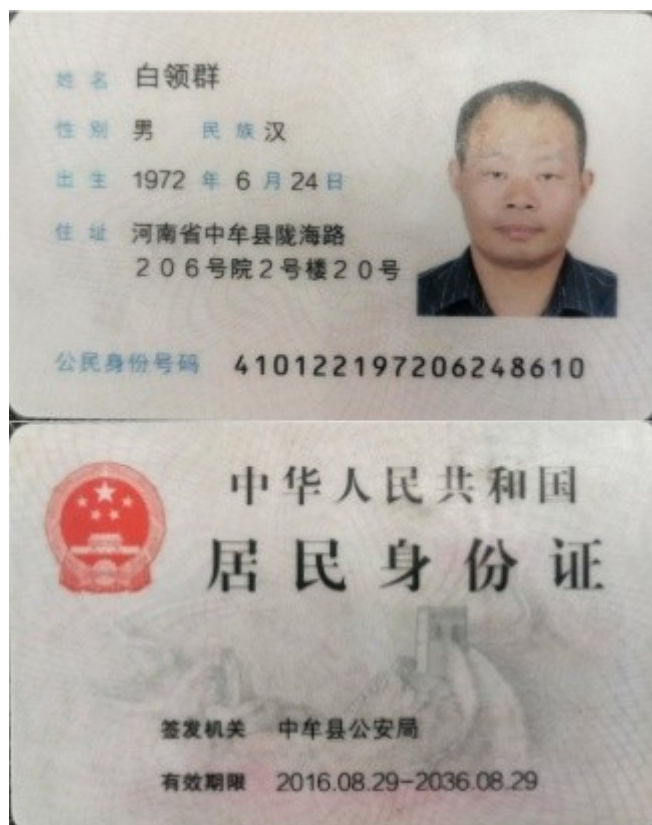 姓名 白领群
性别 男 民族 汉
出生 1972 年 6 月 24 日
住址 河南省中牟县陇海路
206号院2号楼20号
公民身份号码 410122197206248610
中华人民共和国
居民身份证
签发机关 中牟县公安局
有效期限 2016.08.29-2036.08.29